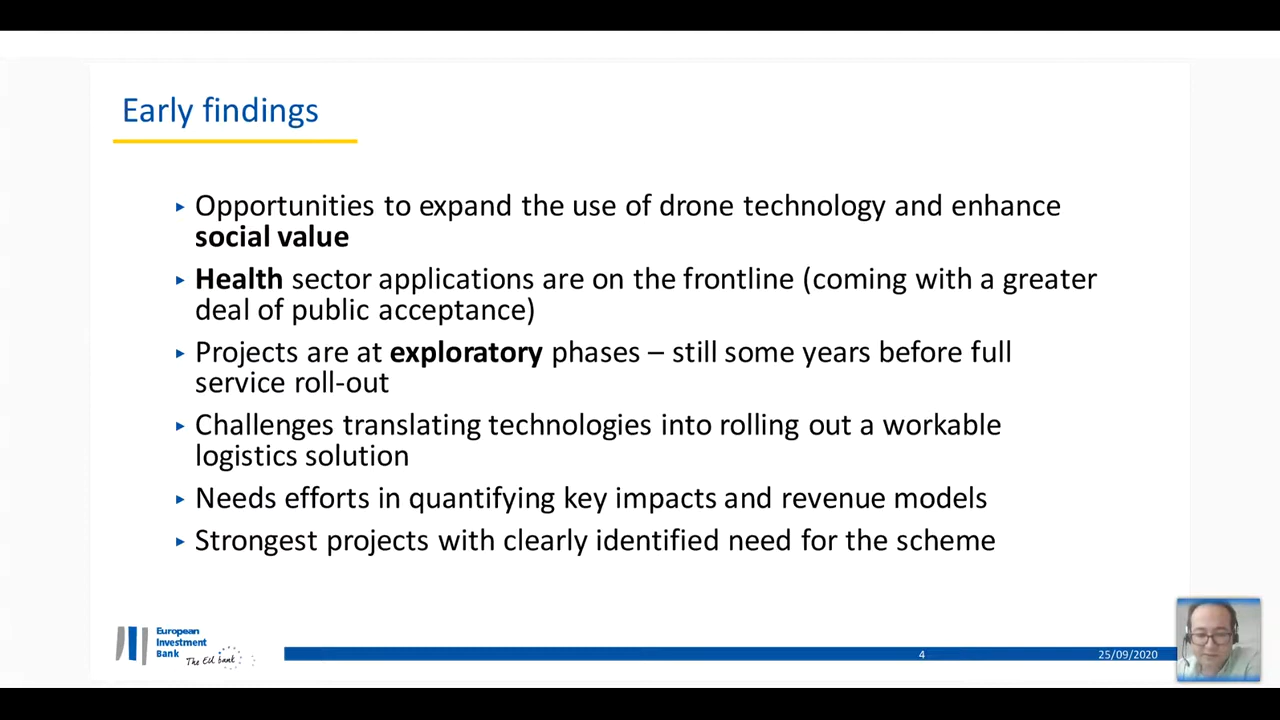 Early findings
▸ Opportunities to expand the use of drone technology and enhance
social value
▸ Health sector applications are on the frontline (coming with a greater
deal of public acceptance)
▸ Projects are at exploratory phases – still some years before full
service roll-out
▸ Challenges translating technologies into rolling out a workable
logistics solution
▸ Needs efforts in quantifying key impacts and revenue models
▸ Strongest projects with clearly identified need for the scheme
European
Investment
Bank
The EU bank
4
25/09/2020